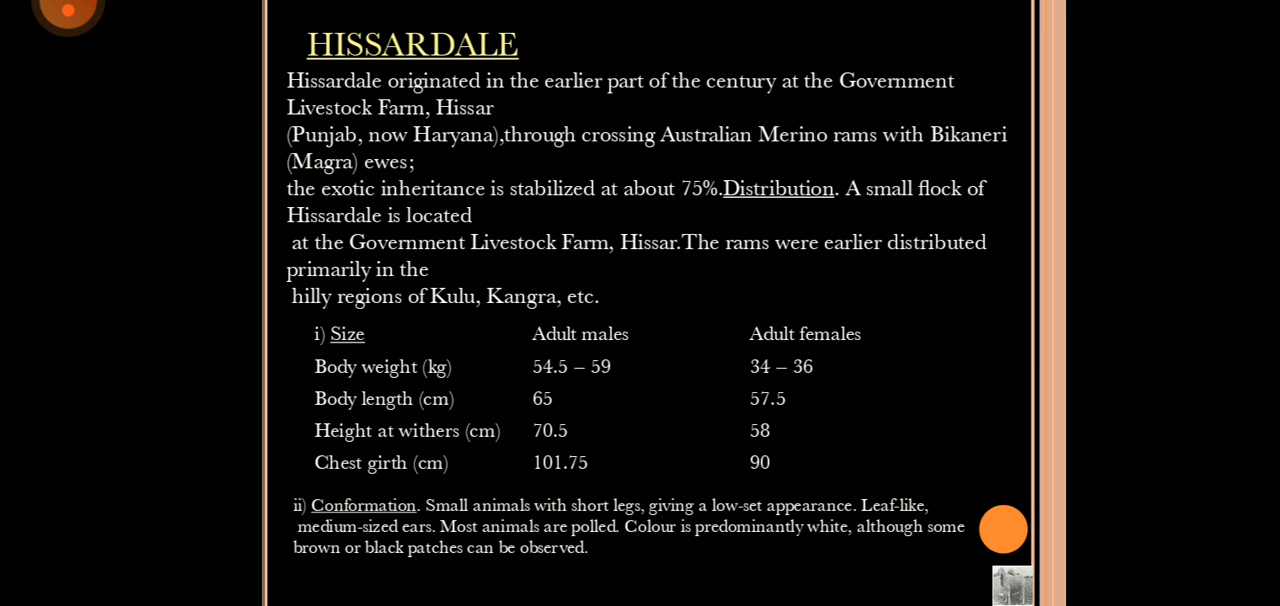 HISSARDALE
Hissardale originated in the earlier part of the century at the Government
Livestock Farm, Hissar
(Punjab, now Haryana),through crossing Australian Merino rams with Bikaneri
(Magra) ewes;
the exotic inheritance is stabilized at about 75%.Distribution. A small flock of
Hissardale is located
at the Government Livestock Farm, Hissar.The rams were earlier distributed
primarily in the
hilly regions of Kulu, Kangra, etc.
i) Size Adult males Adult females
Body weight (kg) 54.5 – 59 34 – 36
Body length (cm) 65 57.5
Height at withers (cm) 70.5 58
Chest girth (cm) 101.75 90
ii) Conformation. Small animals with short legs, giving a low-set appearance. Leaf-like,
medium-sized ears. Most animals are polled. Colour is predominantly white, although some
brown or black patches can be observed.